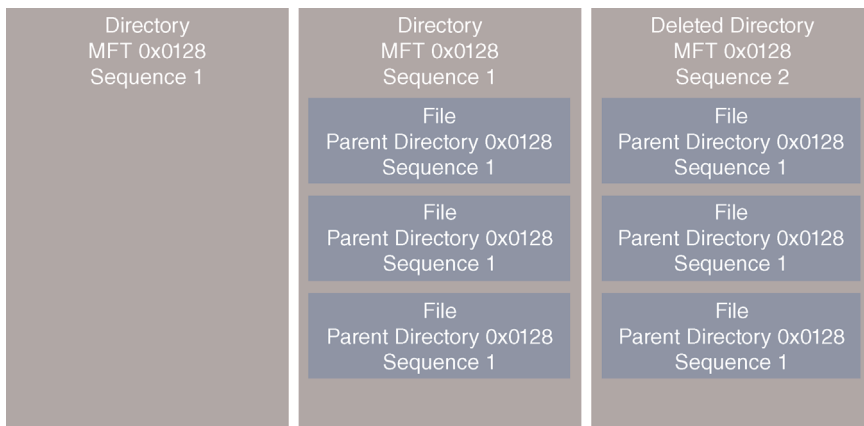 Directory
MFT 0x0128
Sequence 1
Directory
MFT 0x0128
Sequence 1
File
Parent Directory 0x0128
Sequence 1
File
Parent Directory 0x0128
Sequence 1
File
Parent Directory 0x0128
Sequence 1
Deleted Directory
MFT 0x0128
Sequence 2
File
Parent Directory 0x0128
Sequence 1
File
Parent Directory 0x0128
Sequence 1
File
Parent Directory 0x0128
Sequence 1